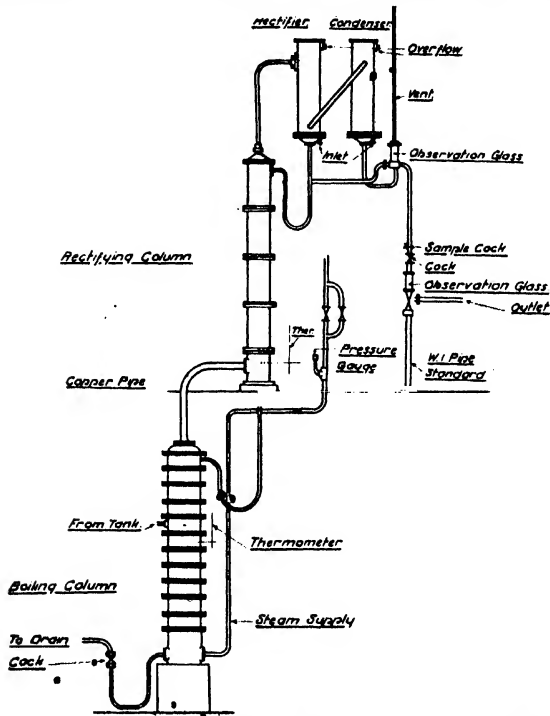 Rectifier
Condenser
Overflow
Vent.
Inlet
Observation Glass
Rectifying Column
Sample Cock
Cock
Observation Glass
Outlet
Ther.
Pressure
Gauge
W.I Pipe
Standard
Copper Pipe
From Tank
Thermometer
Boiling Column
Steam Supply
To Drain
Cock